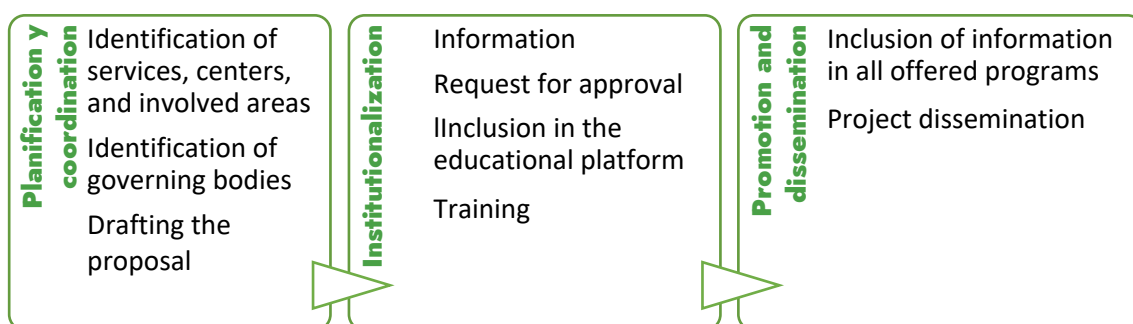 Planification y
coordination
Identification of
services, centers,
and involved areas
Identification of
governing bodies
Drafting the
proposal
Institutionalization
Information
Request for approval
lInclusion in the
educational platform
Training
Promotion and
dissemination
Inclusion of information
in all offered programs
Project dissemination